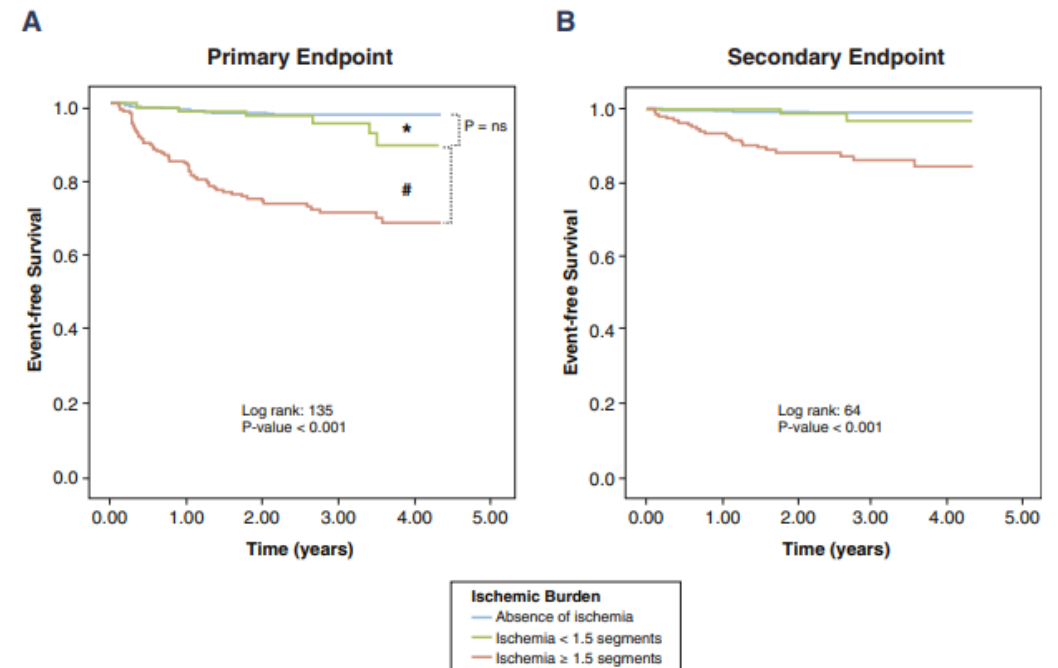 A
Primary Endpoint
Event-free Survival
1.0
0.8
0.6
0.4
0.2
0.0
*
#
P = ns
Log rank: 135
P-value < 0.001
0.00 1.00 2.00 3.00 4.00 5.00
Time (years)
B
Secondary Endpoint
Event-free Survival
1.0
0.8
0.6
0.4
0.2
0.0
Log rank: 64
P-value < 0.001
0.00 1.00 2.00 3.00 4.00 5.00
Time (years)
Ischemic Burden
Absence of ischemia
Ischemia < 1.5 segments
Ischemia ≥ 1.5 segments